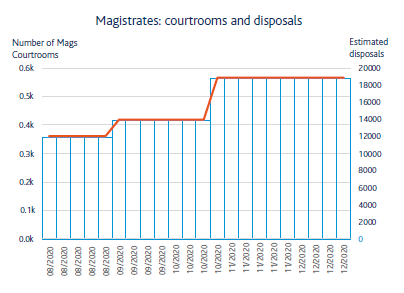 Magistrates: courtrooms and disposals
Number of Mags
Courtrooms
Estimated
disposals
0.6k
0.5k
0.4k
0.3k
0.2k
0.1k
0.0k
20000
18000
16000
14000
12000
10000
8000
6000
4000
2000
0
08/2020
08/2020
08/2020
08/2020
08/2020
09/2020
09/2020
09/2020
09/2020
10/2020
10/2020
10/2020
10/2020
11/2020
11/2020
11/2020
11/2020
11/2020
12/2020
12/2020
12/2020
12/2020